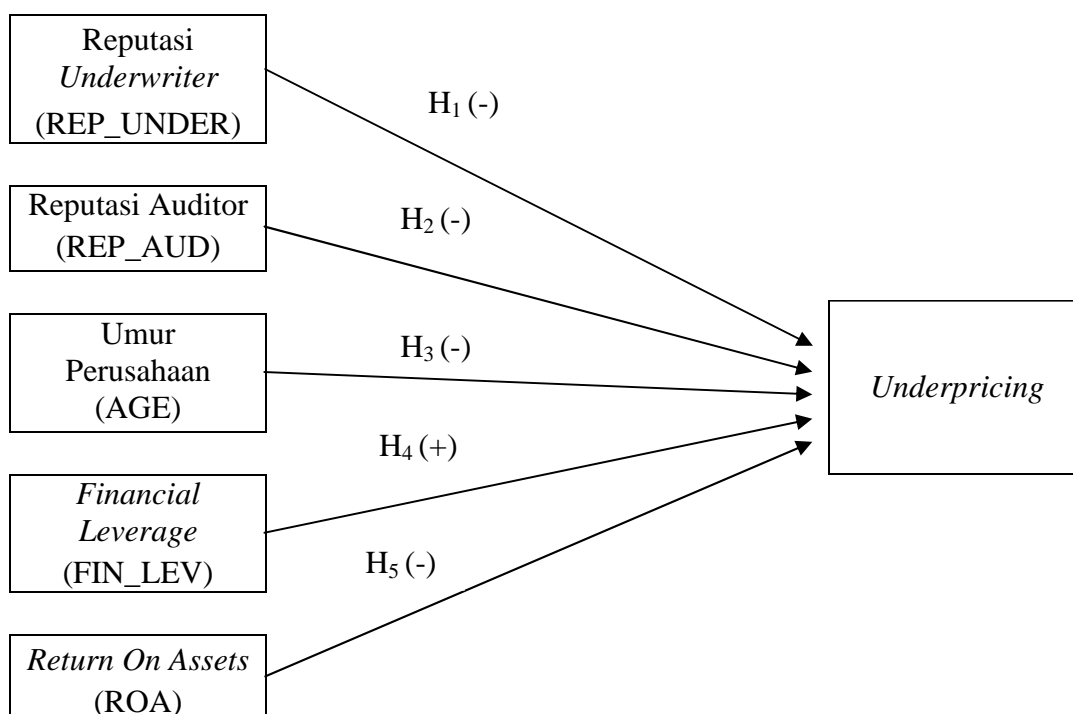 Reputasi
Underwriter
(REP_UNDER)
H₁ (-)
Reputasi Auditor
(REP_AUD)
H₂ (-)
Umur
Perusahaan
(AGE)
H₃ (-)
Underpricing
H₄ (+)
Financial
Leverage
(FIN_LEV)
H₅ (-)
Return On Assets
(ROA)